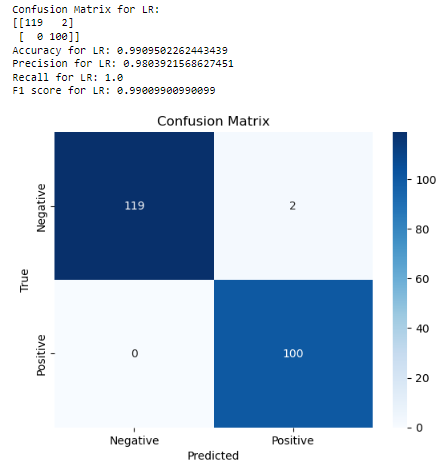 Confusion Matrix for LR:
[[119   2]
 [  0 100]]
Accuracy for LR: 0.9909502262443439
Precision for LR: 0.9803921568627451
Recall for LR: 1.0
F1 score for LR: 0.99009900990099
Confusion Matrix
Negative
119
2
100
80
True
60
Positive
0
100
40
20
0
Negative
Positive
Predicted